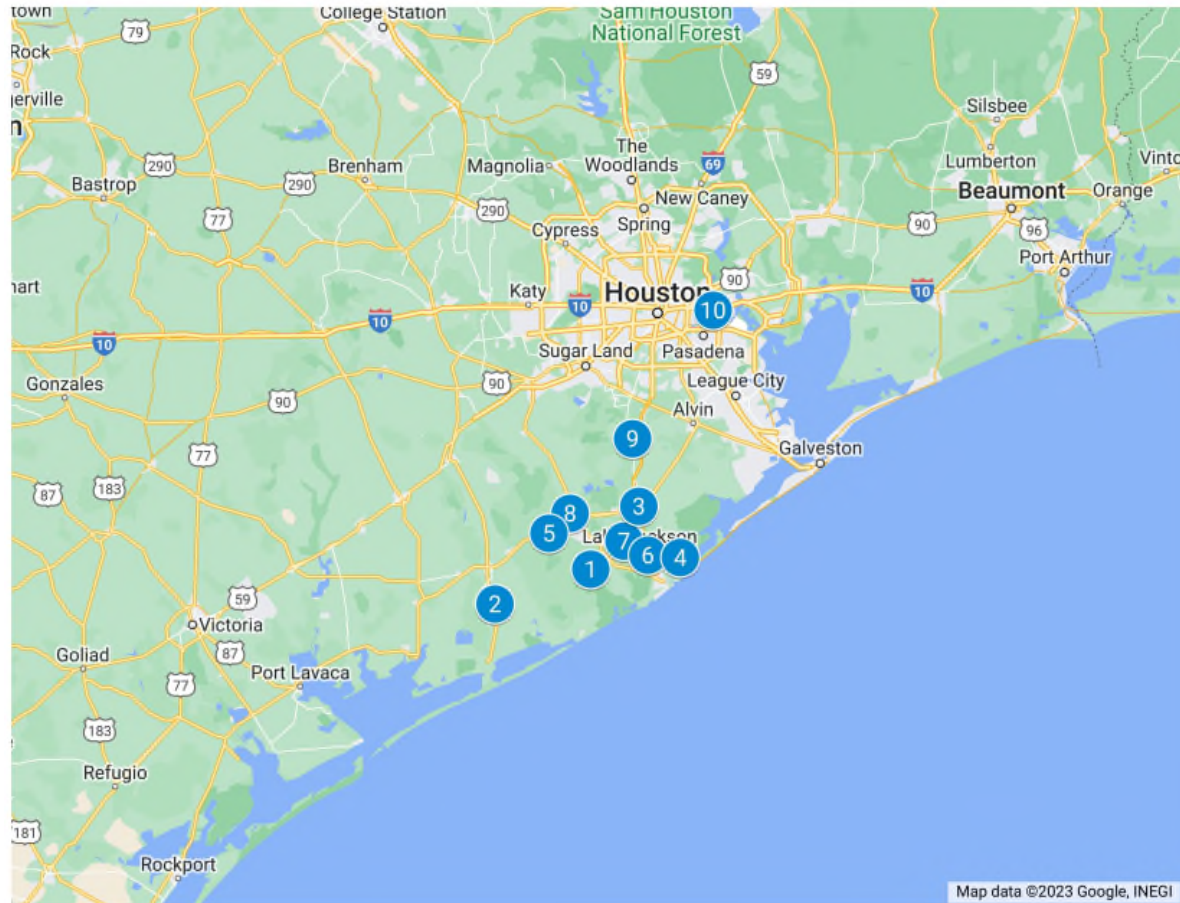 town
College Station
Sam Houston
National Forest
79
Rock
59
gerville
Silsbee
n
The
Woodlands
69
Lumberton
290
Brenham
Magnolia
Vinto
Bastrop
290
New Caney
Beaumont
Orange
77
290
Spring
90
96
Cypress
Port Arthur
90
hart
Katy
10
Houston
10
10
10
10
Pasadena
Sugar Land
Gonzales
90
League City
90
Alvin
77
9
Galveston
87
183
8
3
5
7
6
4
1
2
59
Victoria
Goliad
87
Port Lavaca
77
183
Refugio
181
Rockport
Map data ©2023 Google, INEGI